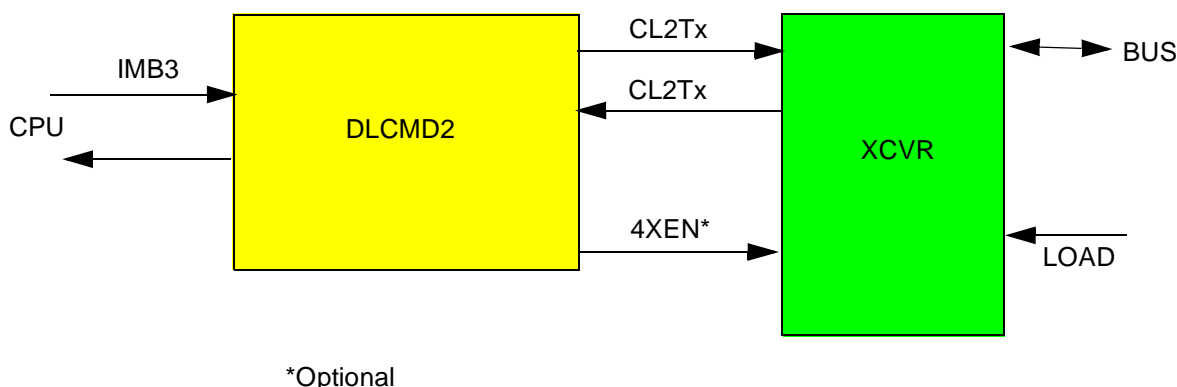 CL2Tx
BUS
IMB3
CL2Tx
CPU
DLCMD2
XCVR
4XEN*
LOAD
*Optional